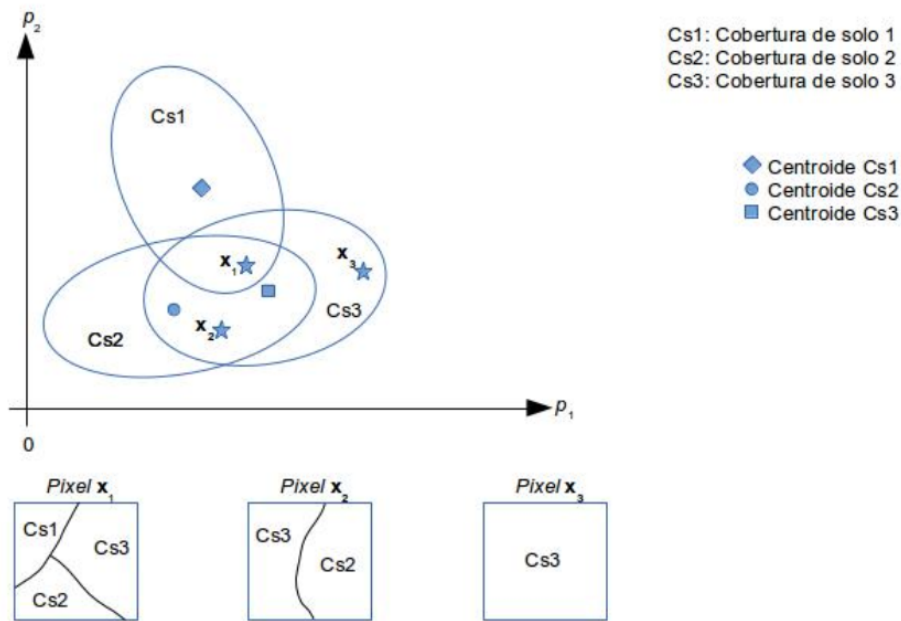 p2
Cs1: Cobertura de solo 1
Cs2: Cobertura de solo 2
Cs3: Cobertura de solo 3
Cs1
Centroide Cs1
Centroide Cs2
Centroide Cs3
x1
x3
Cs3
x2
Cs2
p1
0
Pixel x1
Pixel x2
Pixel x3
Cs1
Cs3
Cs2
Cs3
Cs2
Cs3